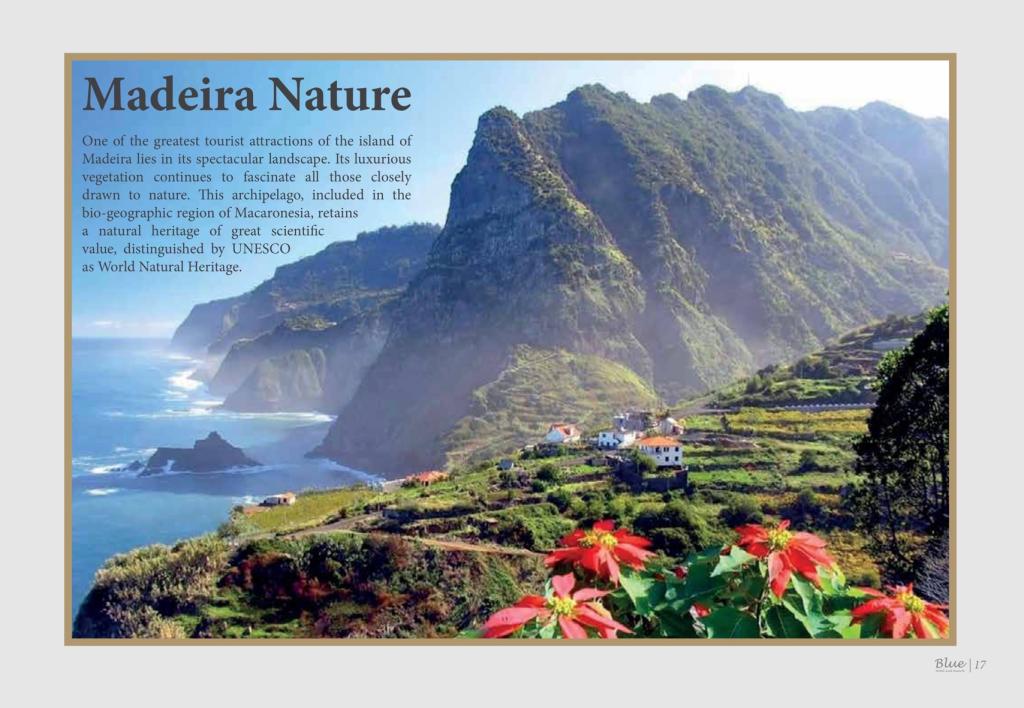 Madeira Nature
One of the greatest tourist attractions of the island of
Madeira lies in its spectacular landscape. Its luxurious
vegetation continues to fascinate all those closely
drawn to nature. This archipelago, included in the
bio-geographic region of Macaronesia, retains
a natural heritage of great scientific
value, distinguished by UNESCO
as World Natural Heritage.
Blue | 17